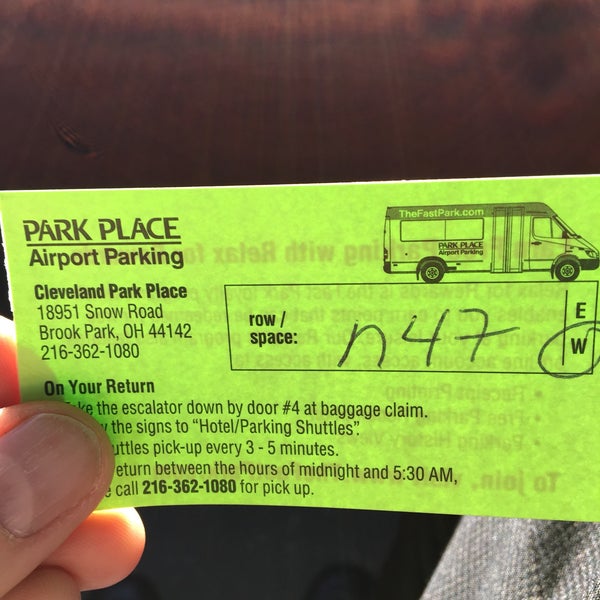 PARK PLACE
Airport Parking
TheFastPark.com
PARK PLACE
Airport Parking
Cleveland Park Place
18951 Snow Road
Brook Park, OH 44142
216-362-1080
row /
space:
n47
E
W
On Your Return
the escalator down by door #4 at baggage claim.
the signs to "Hotel/Parking Shuttles".
pick-up every 3 - 5 minutes.
between the hours of midnight and 5:30 AM,
call 216-362-1080 for pick up.